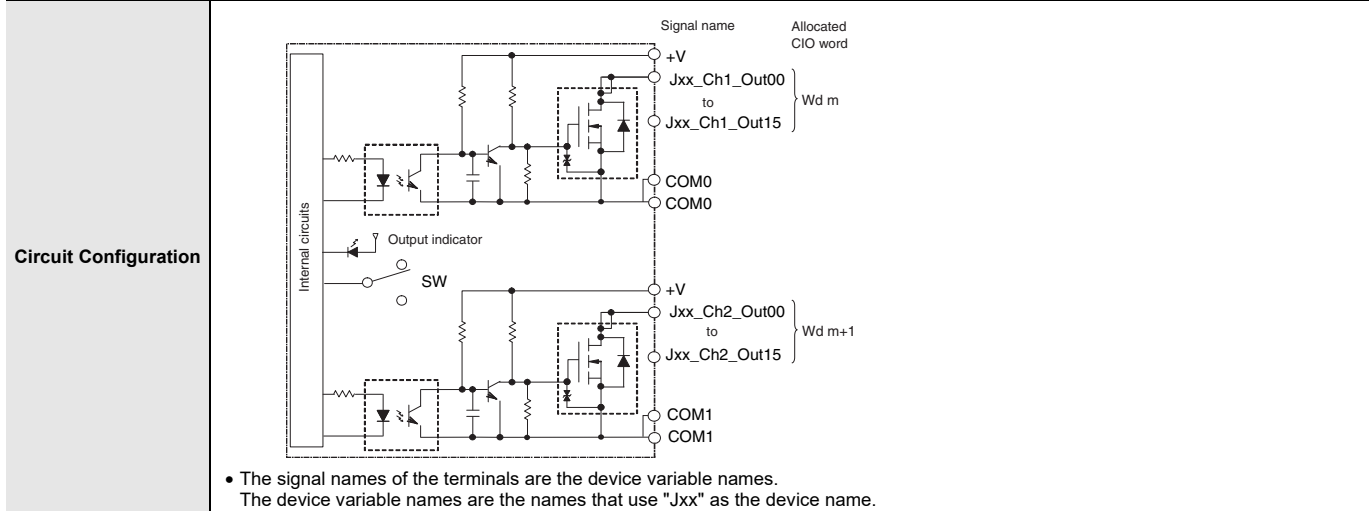 Circuit Configuration
Signal name
Allocated
CIO word
+V
Jxx_Ch1_Out00
to
Jxx_Ch1_Out15
Wd m
COM0
COM0
Internal circuits
Output indicator
SW
+V
Jxx_Ch2_Out00
to
Jxx_Ch2_Out15
Wd m+1
COM1
COM1
• The signal names of the terminals are the device variable names.
The device variable names are the names that use "Jxx" as the device name.